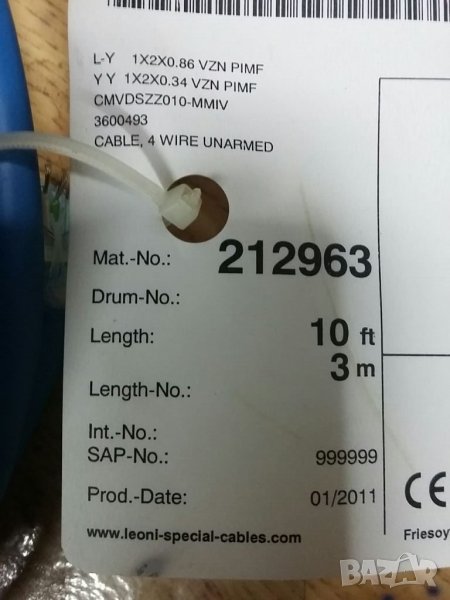 L-Y 1X2X0.86 VZN PIMF
Y Y 1X2X0.34 VZN PIMF
CMVDSZZ010-MMIV
3600493
CABLE, 4 WIRE UNARMED
Mat.-No.: 212963
Drum-No.:
Length: 10 ft
3 m
Length-No.:
Int.-No.:
SAP-No.: 999999
Prod.-Date: 01/2011
CE
www.leoni-special-cables.com
Friesoy
BAZAR